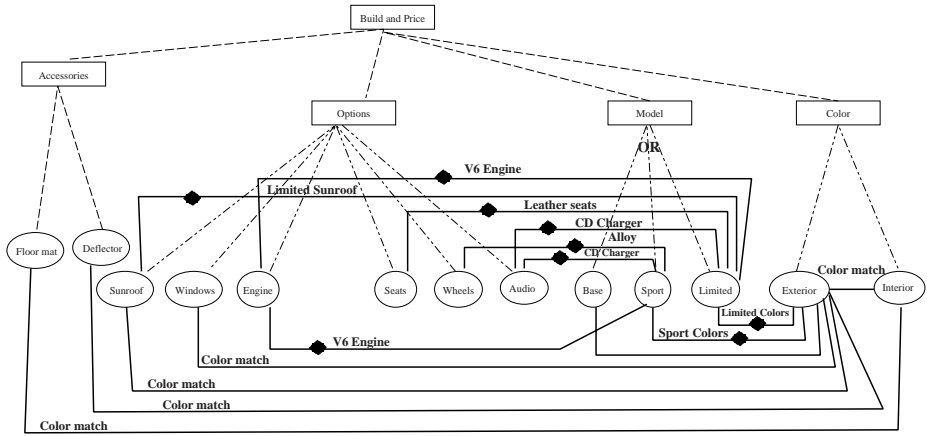 Build and Price
Accessories
Options
Model
Color
OR
V6 Engine
Limited Sunroof
Leather seats
CD Charger
Alloy
CD Charger
Floor mat
Deflector
Sunroof
Windows
Engine
Seats
Wheels
Audio
Base
Sport
Limited
Exterior
Color match
Interior
Limited Colors
Sport Colors
V6 Engine
Color match
Color match
Color match
Color match